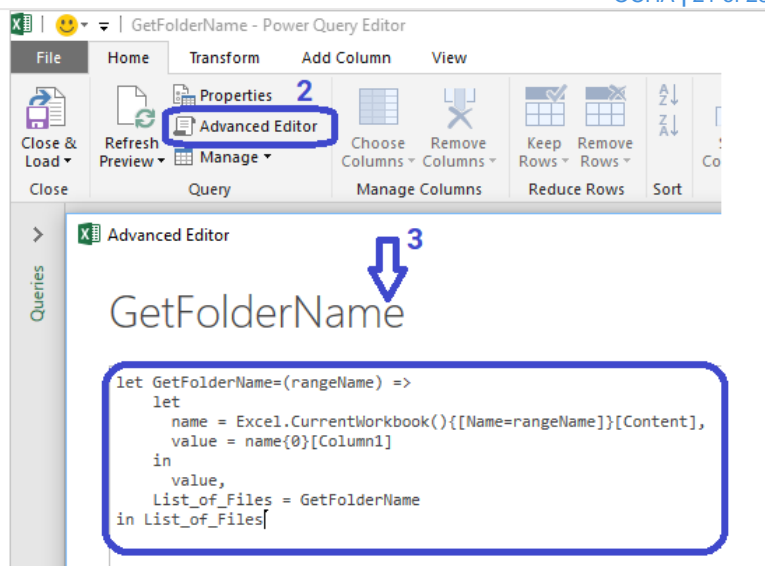 GetFolderName - Power Query Editor
File Home Transform Add Column View
Properties 2
Advanced Editor
Manage
Close & Load
Refresh Preview
Choose Columns
Remove Columns
Keep Rows
Remove Rows
A Z
Z A
Close Query Manage Columns Reduce Rows Sort
Queries
Advanced Editor
3
GetFolderName
let GetFolderName=(rangeName) =>
let
name = Excel.CurrentWorkbook(){[Name=rangeName]}[Content],
value = name{0}[Column1]
in
value,
List_of_Files = GetFolderName
in List_of_Files